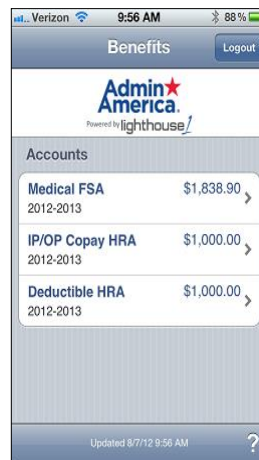 Verizon 9:56 AM 88%
Benefits Logout
Admin
America.
Powered by lighthouse1
Accounts
Medical FSA $1,838.90
2012-2013
IP/OP Copay HRA $1,000.00
2012-2013
Deductible HRA $1,000.00
2012-2013
Updated 8/7/12 9:56 AM ?